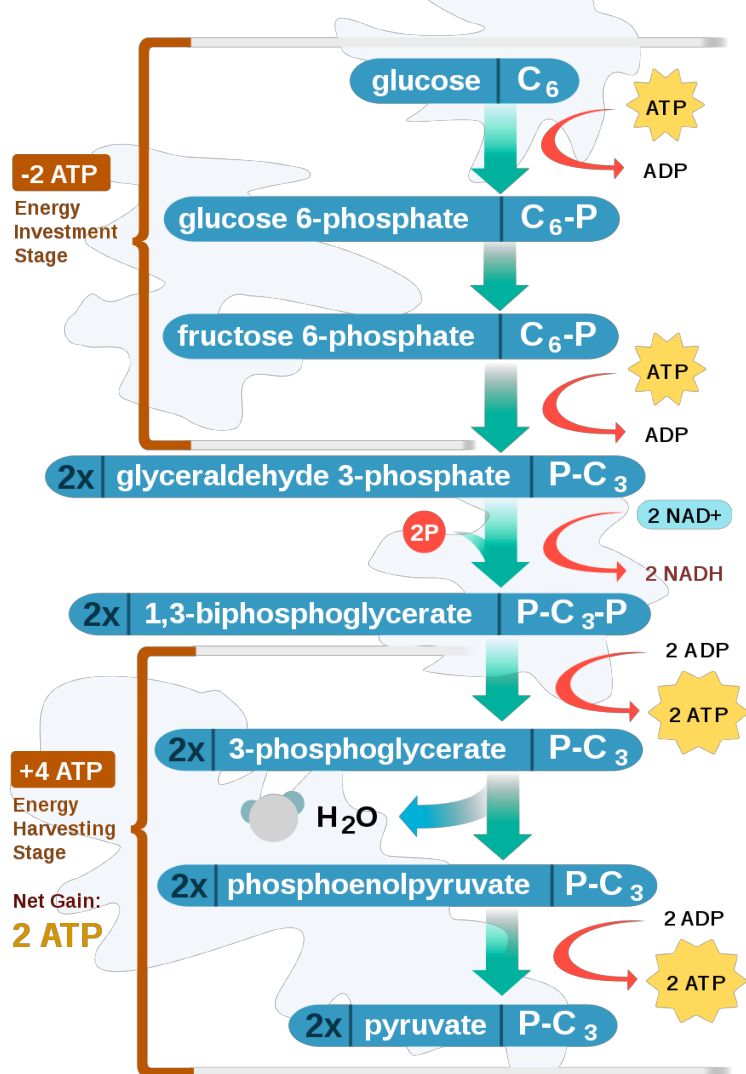 glucose C6
ATP
ADP
-2 ATP
Energy
Investment
Stage
glucose 6-phosphate C6-P
fructose 6-phosphate C6-P
ATP
ADP
2x glyceraldehyde 3-phosphate P-C3
2P
2 NAD+
2 NADH
2x 1,3-biphosphoglycerate P-C3-P
2 ADP
2 ATP
2x 3-phosphoglycerate P-C3
+4 ATP
Energy
Harvesting
Stage
H2O
2x phosphoenolpyruvate P-C3
Net Gain:
2 ATP
2 ADP
2 ATP
2x pyruvate P-C3